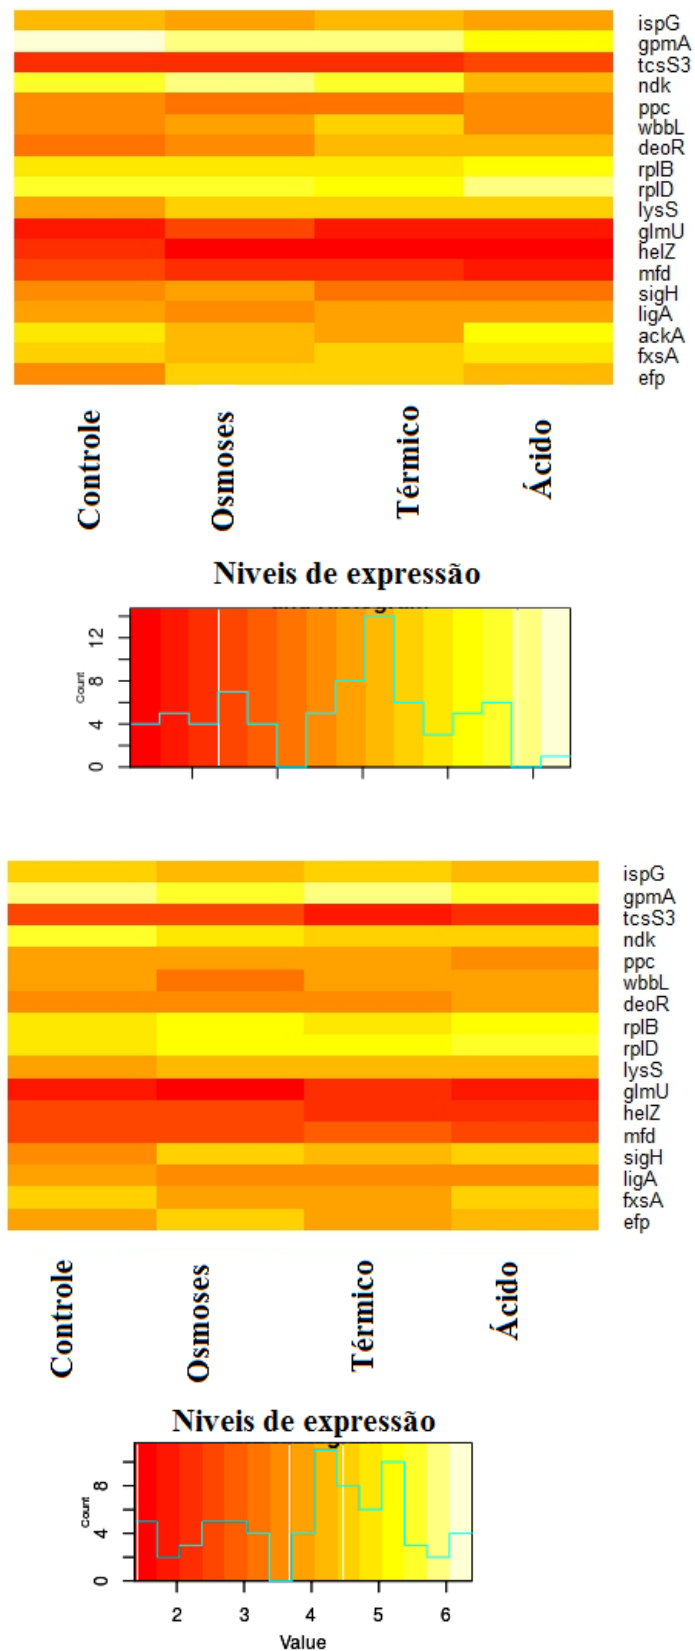 ispG
gpmA
tcsS3
ndk
ppc
wbbL
deoR
rplB
rplD
lysS
glmU
helZ
mfd
sigH
ligA
ackA
fxsA
efp
Controle
Osmoses
Térmico
Ácido
Niveis de expressão
and Histogram
Count
12
8
4
0
ispG
gpmA
tcsS3
ndk
ppc
wbbL
deoR
rplB
rplD
lysS
glmU
helZ
mfd
sigH
ligA
fxsA
efp
Controle
Osmoses
Térmico
Ácido
Niveis de expressão
Count
8
4
0
2 3 4 5 6
Value